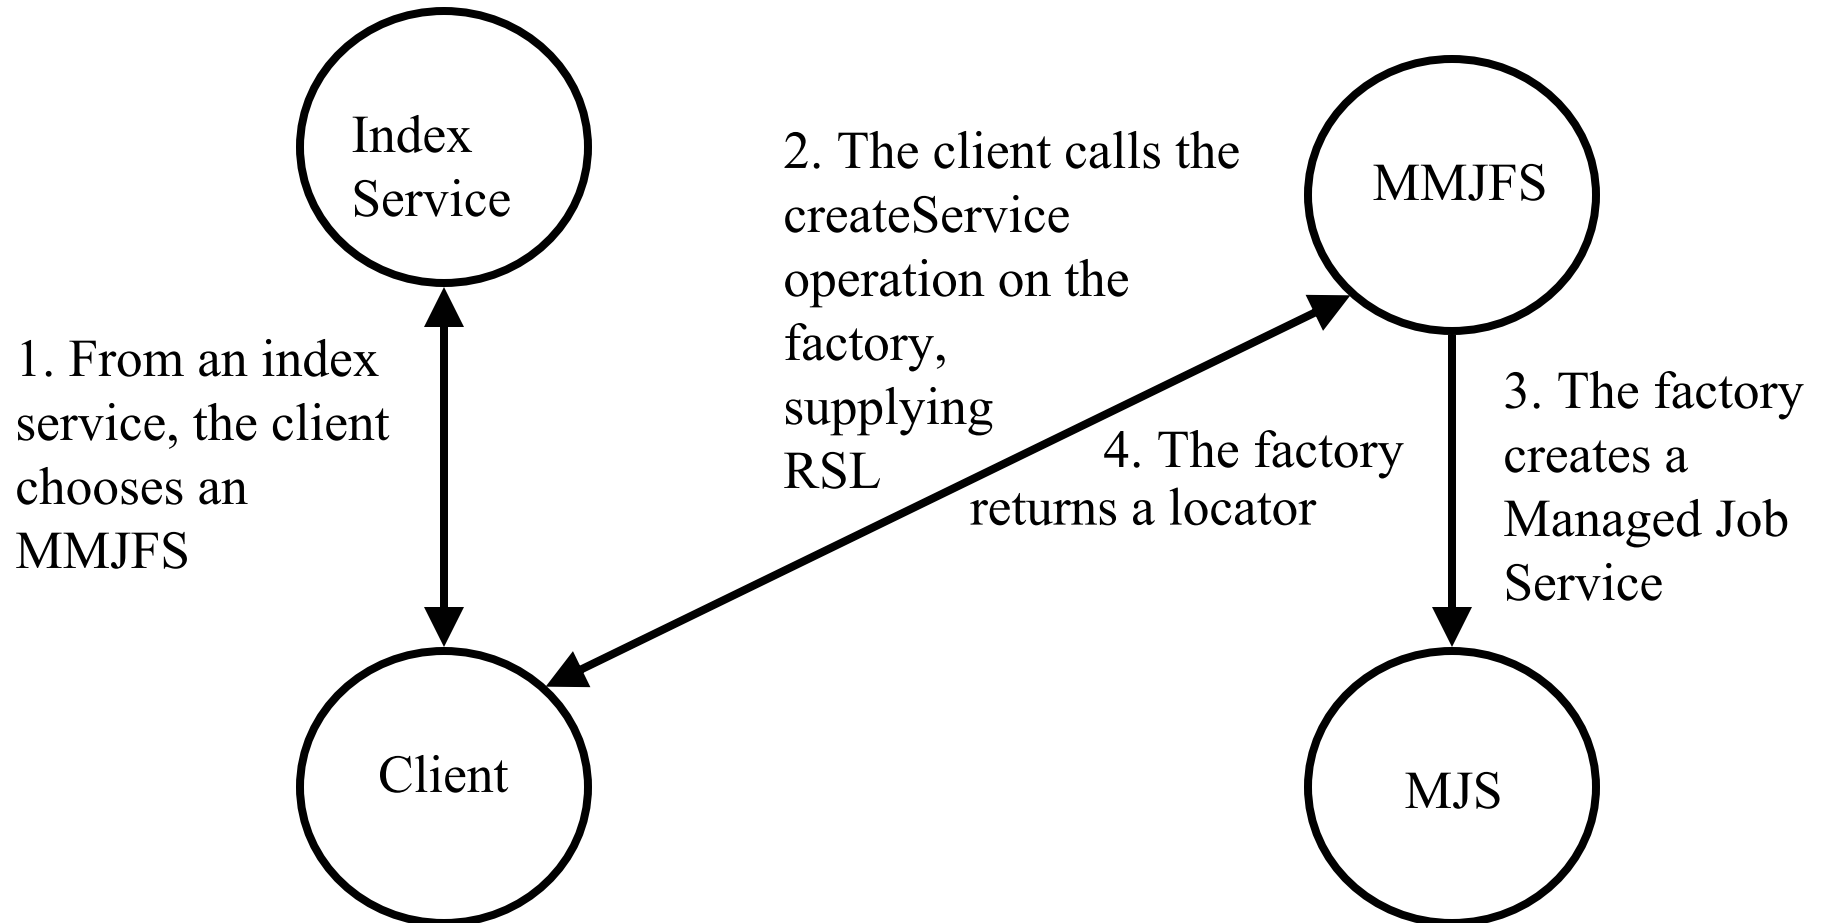 Index
Service
MMJFS
2. The client calls the
createService
operation on the
factory,
supplying
RSL
1. From an index
service, the client
chooses an
MMJFS
3. The factory
creates a
Managed Job
Service
4. The factory
returns a locator
Client
MJS